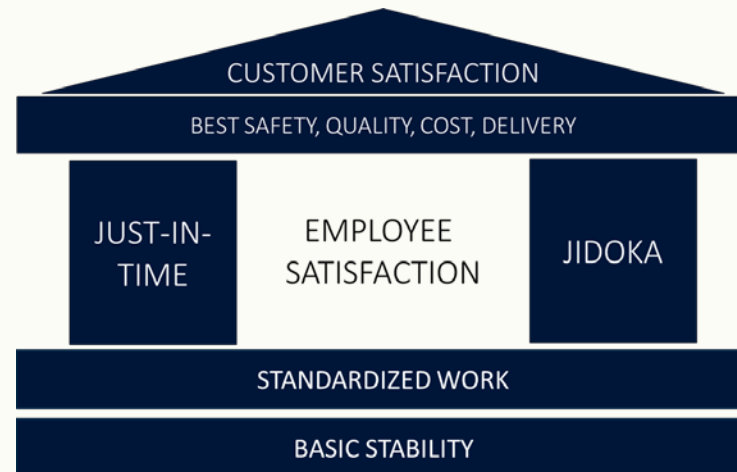 CUSTOMER SATISFACTION
BEST SAFETY, QUALITY, COST, DELIVERY
JUST-IN-
TIME
EMPLOYEE
SATISFACTION
JIDOKA
STANDARDIZED WORK
BASIC STABILITY